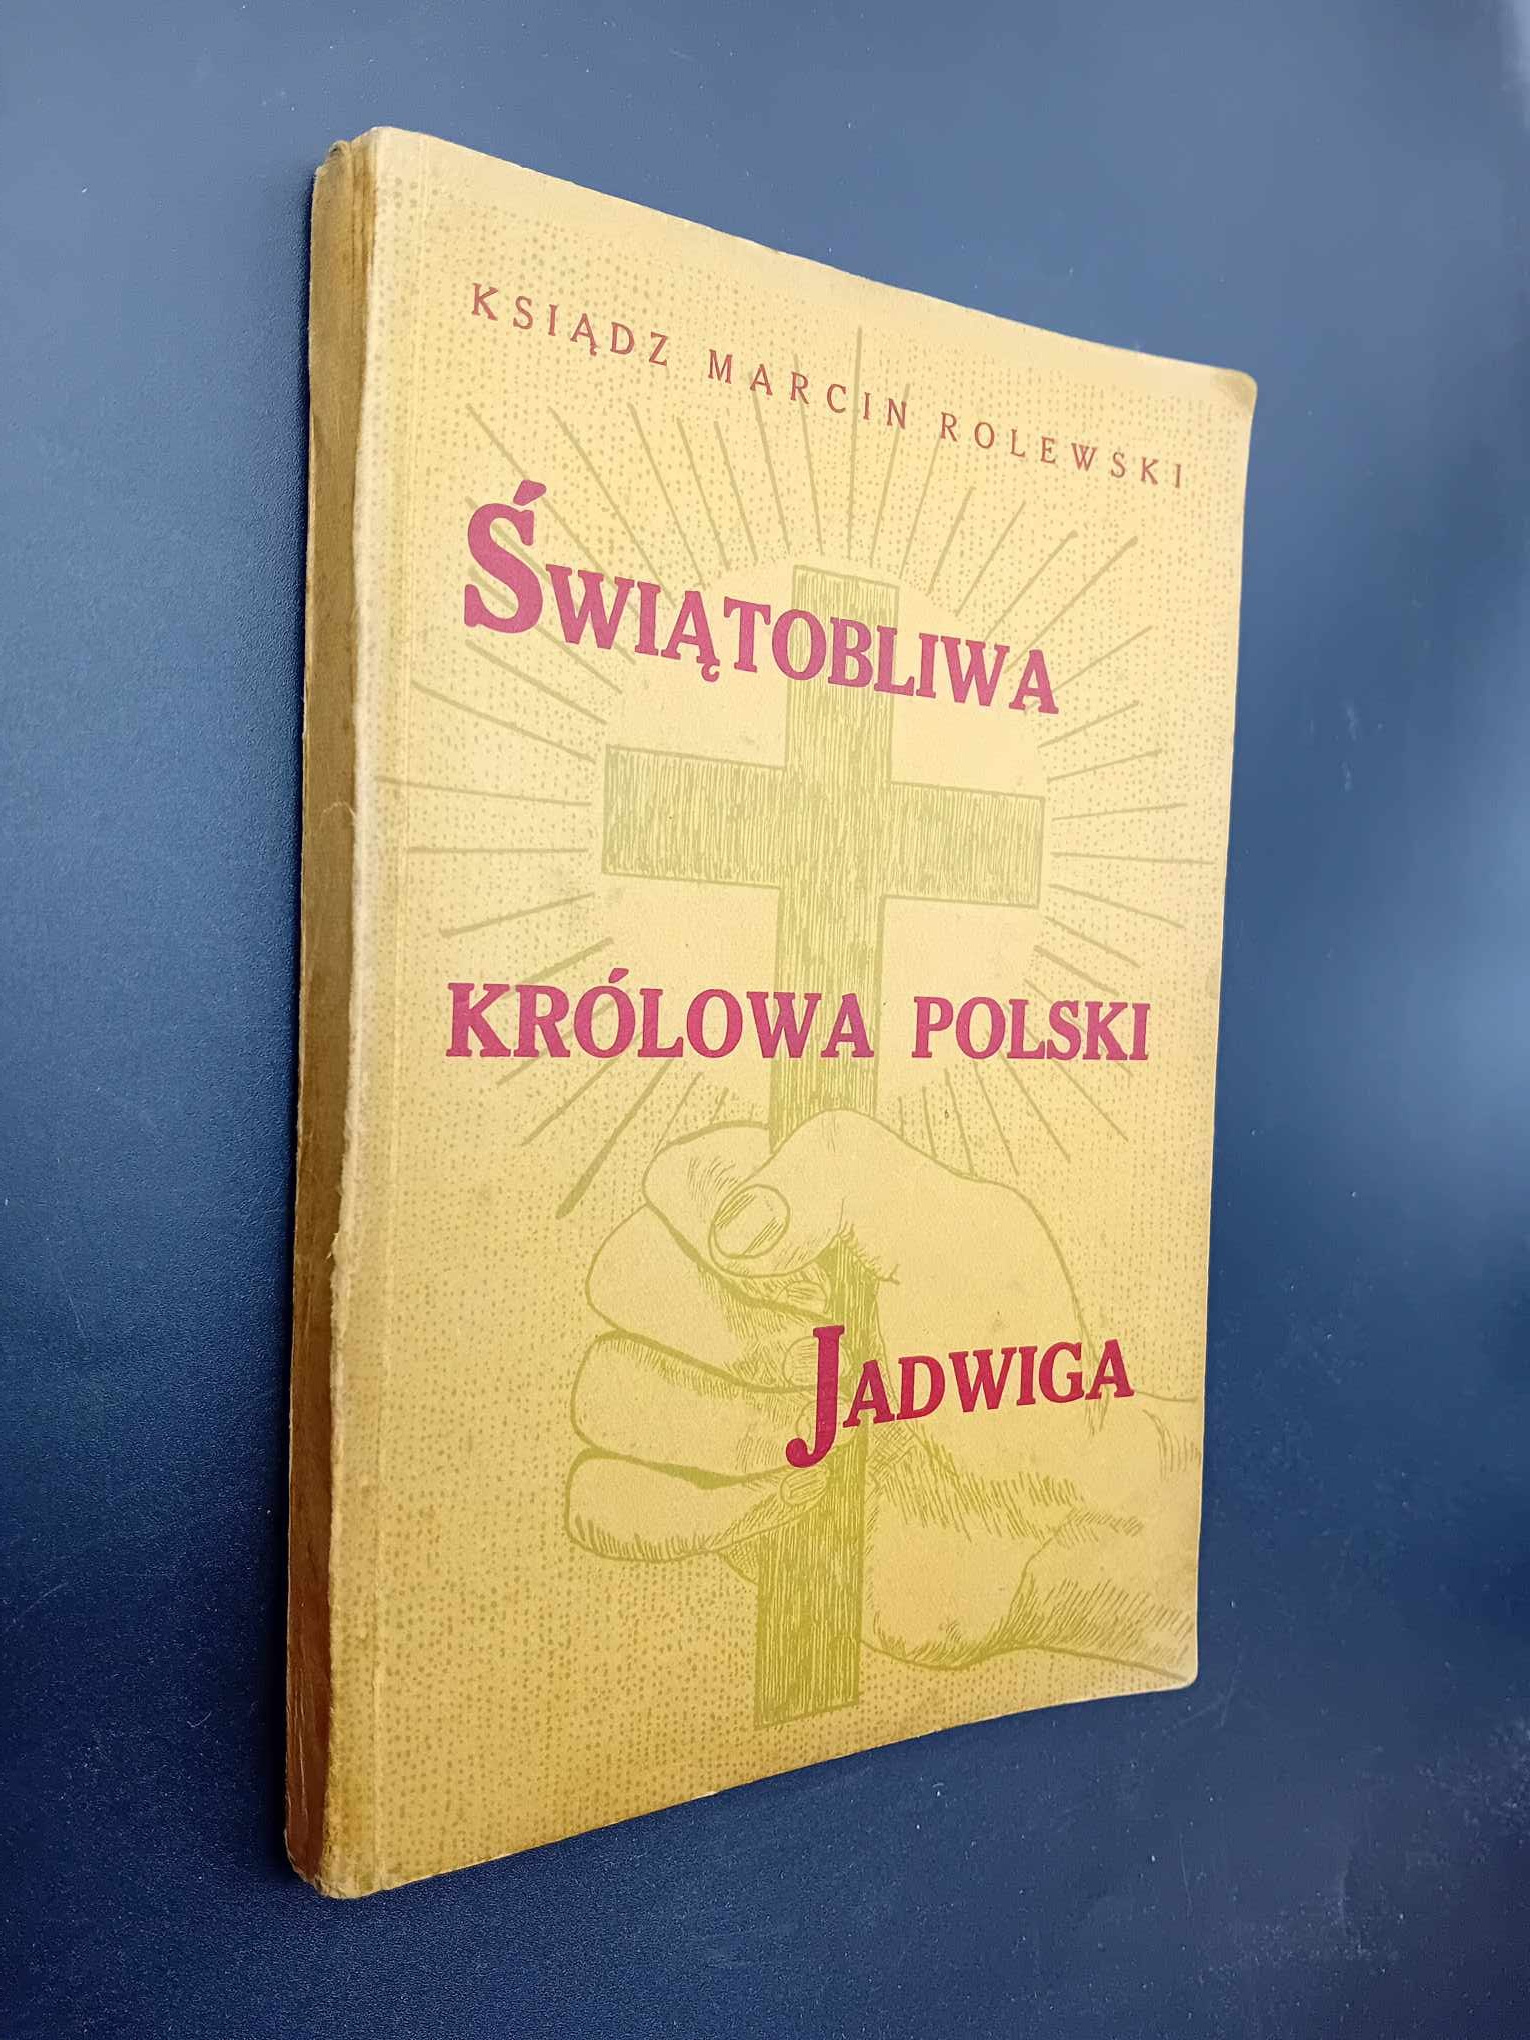 KSIĄDZ MARCIN ROLEWSKI
ŚWIĄTOBLIWA
KRÓLOWA POLSKI
JADWIGA